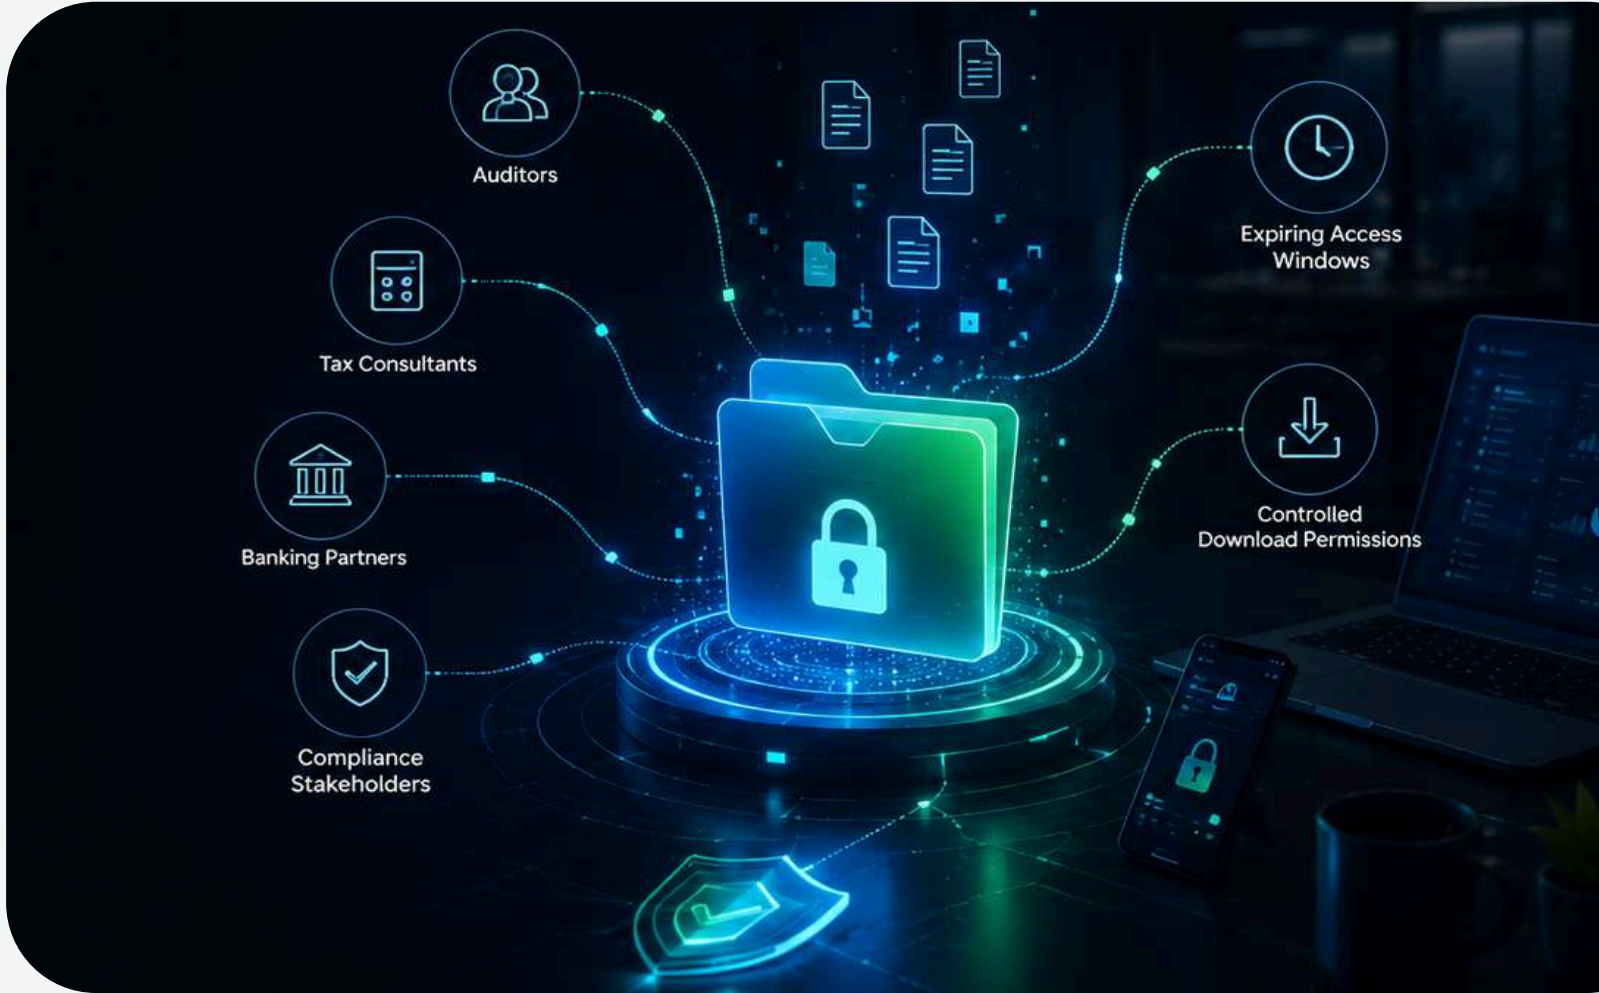 Auditors
Tax Consultants
Banking Partners
Compliance
Stakeholders
Expiring Access
Windows
Controlled
Download Permissions